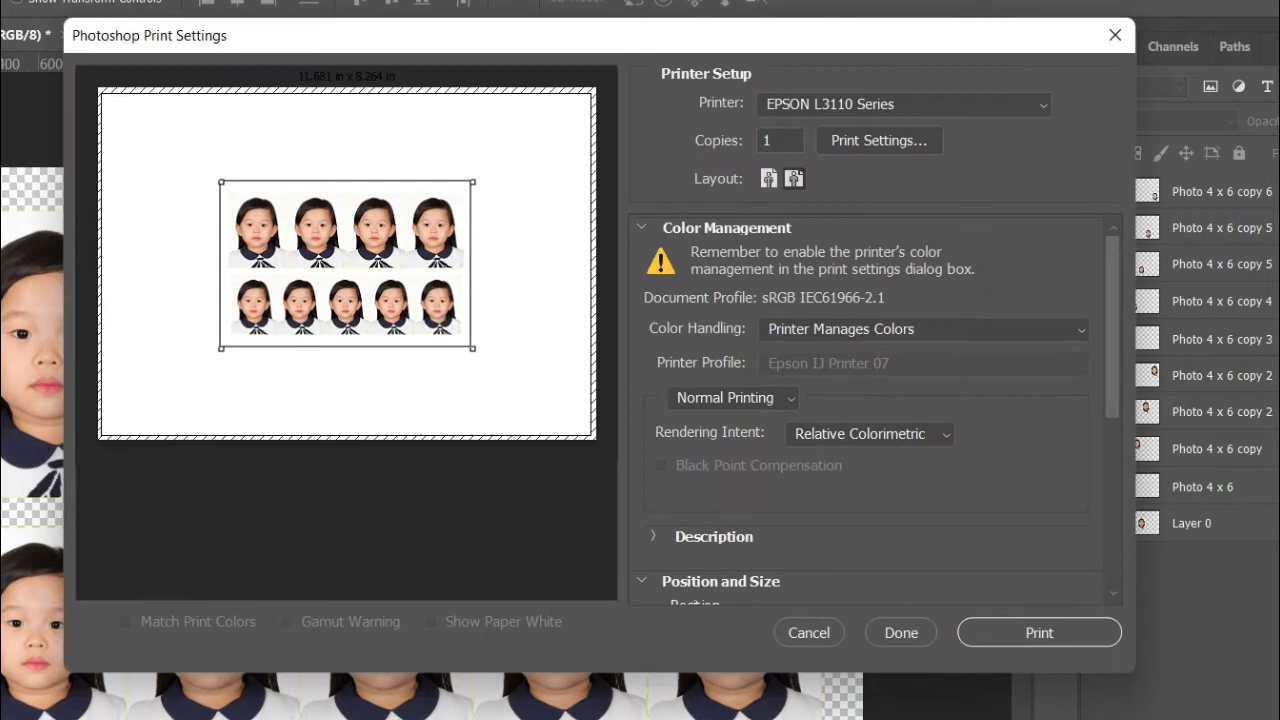 Show Transform Controls
RGB/8) *
Photoshop Print Settings
400
600
11.681 in x 8.264 in
Printer Setup
Printer:
EPSON L3110 Series
Copies:
1
Print Settings...
Layout:
Color Management
Remember to enable the printer's color
management in the print settings dialog box.
Document Profile: sRGB IEC61966-2.1
Color Handling:
Printer Manages Colors
Printer Profile:
Epson IJ Printer 07
Normal Printing
Rendering Intent:
Relative Colorimetric
Black Point Compensation
Description
Position and Size
Position
Match Print Colors
Gamut Warning
Show Paper White
Cancel
Done
Print
Channels
Paths
Opaci
Photo 4 x 6 copy 6
Photo 4 x 6 copy 5
Photo 4 x 6 copy 5
Photo 4 x 6 copy 4
Photo 4 x 6 copy 3
Photo 4 x 6 copy 2
Photo 4 x 6 copy 2
Photo 4 x 6 copy
Photo 4 x 6
Layer 0